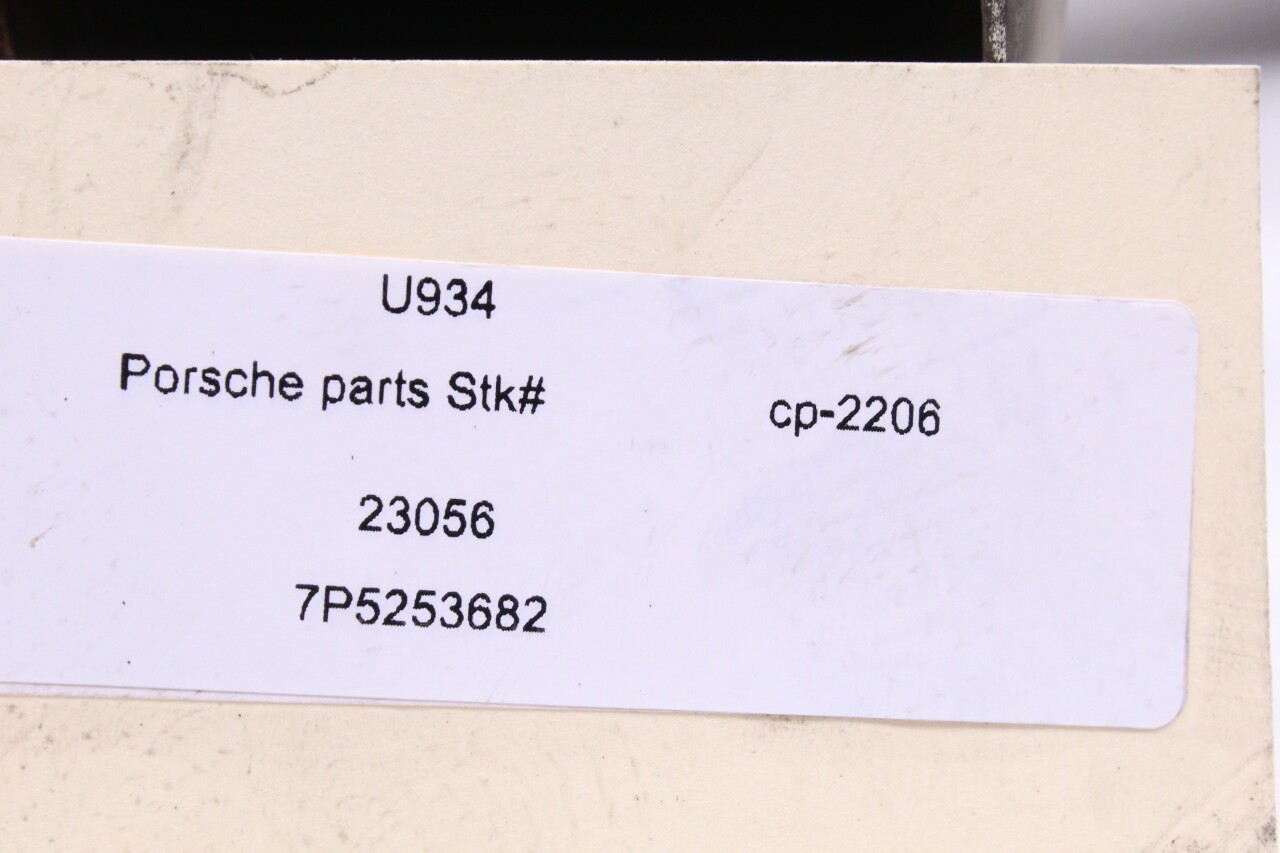 U934
Porsche parts Stk# cp-2206
23056
7P5253682